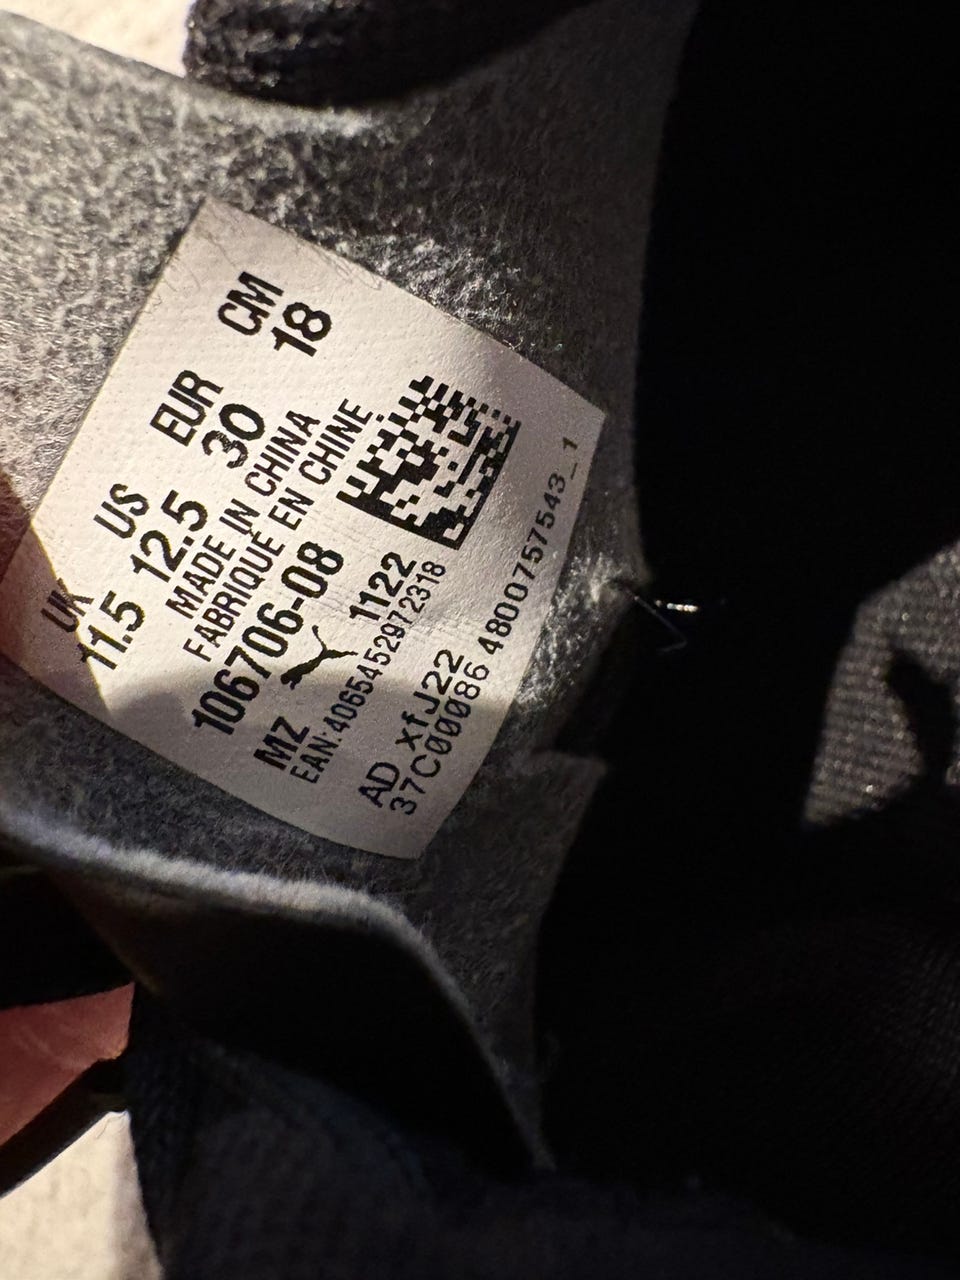 UK US EUR CM
11.5 12.5 30 18
MADE IN CHINA
FABRIQUÉ EN CHINE
106706-08
MZ 1122
EAN:4065452972318
AD xfJ22
37C00086 4800757543_1